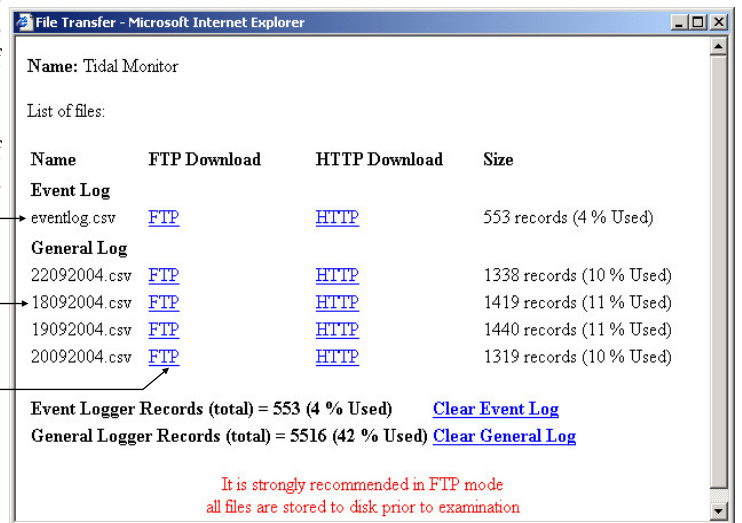 File Transfer - Microsoft Internet Explorer
Name: Tidal Monitor
List of files:
Name FTP Download HTTP Download Size
Event Log
eventlog.csv FTP HTTP 553 records (4 % Used)
General Log
22092004.csv FTP HTTP 1338 records (10 % Used)
18092004.csv FTP HTTP 1419 records (11 % Used)
19092004.csv FTP HTTP 1440 records (11 % Used)
20092004.csv FTP HTTP 1319 records (10 % Used)
Event Logger Records (total) = 553 (4 % Used) Clear Event Log
General Logger Records (total) = 5516 (42 % Used) Clear General Log
It is strongly recommended in FTP mode
all files are stored to disk prior to examination